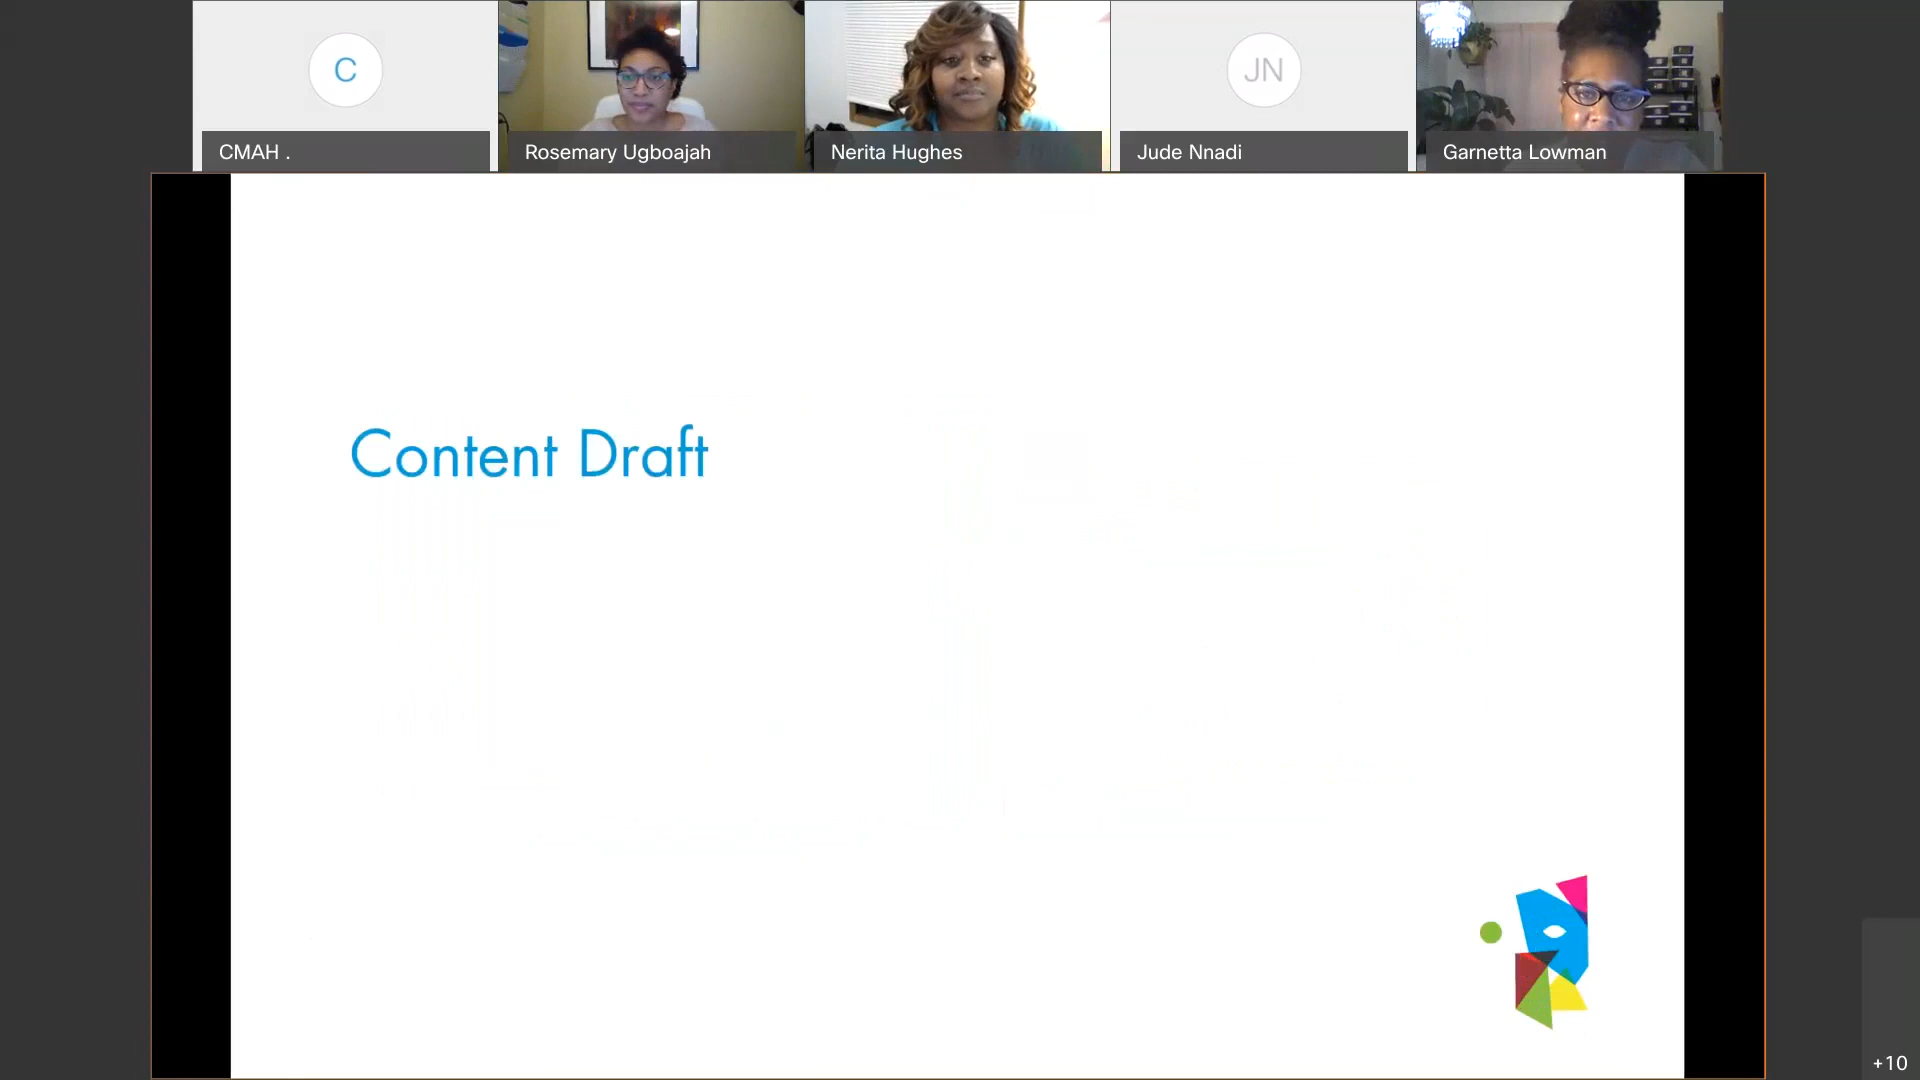 C
JN
CMAH .
Rosemary Ugboajah
Nerita Hughes
Jude Nnadi
Garnetta Lowman
Content Draft
+10